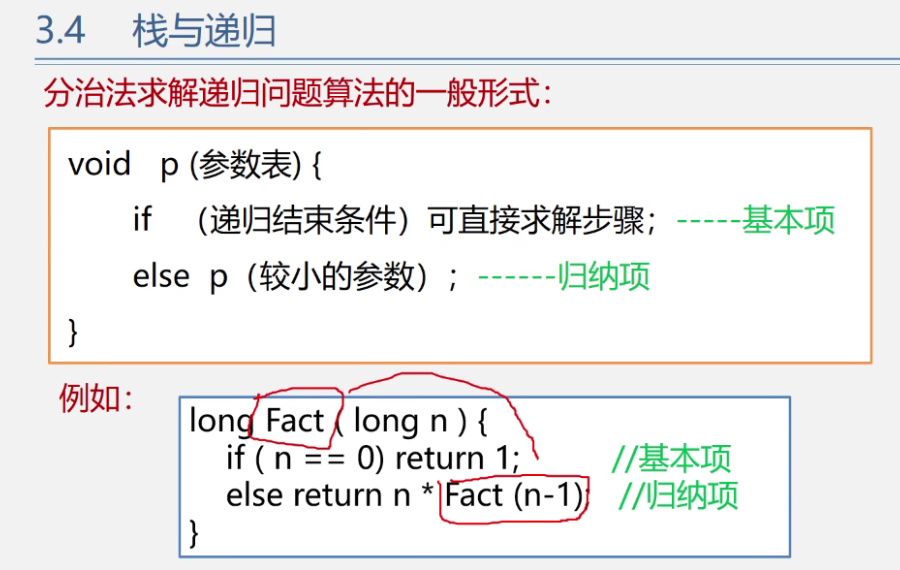 3.4 栈与递归
分治法求解递归问题算法的一般形式：
void p (参数表) {
if （递归结束条件）可直接求解步骤；-----基本项
else p（较小的参数）；------归纳项
}
例如：
long Fact ( long n ) {
if ( n == 0) return 1; //基本项
else return n * Fact (n-1); //归纳项
}